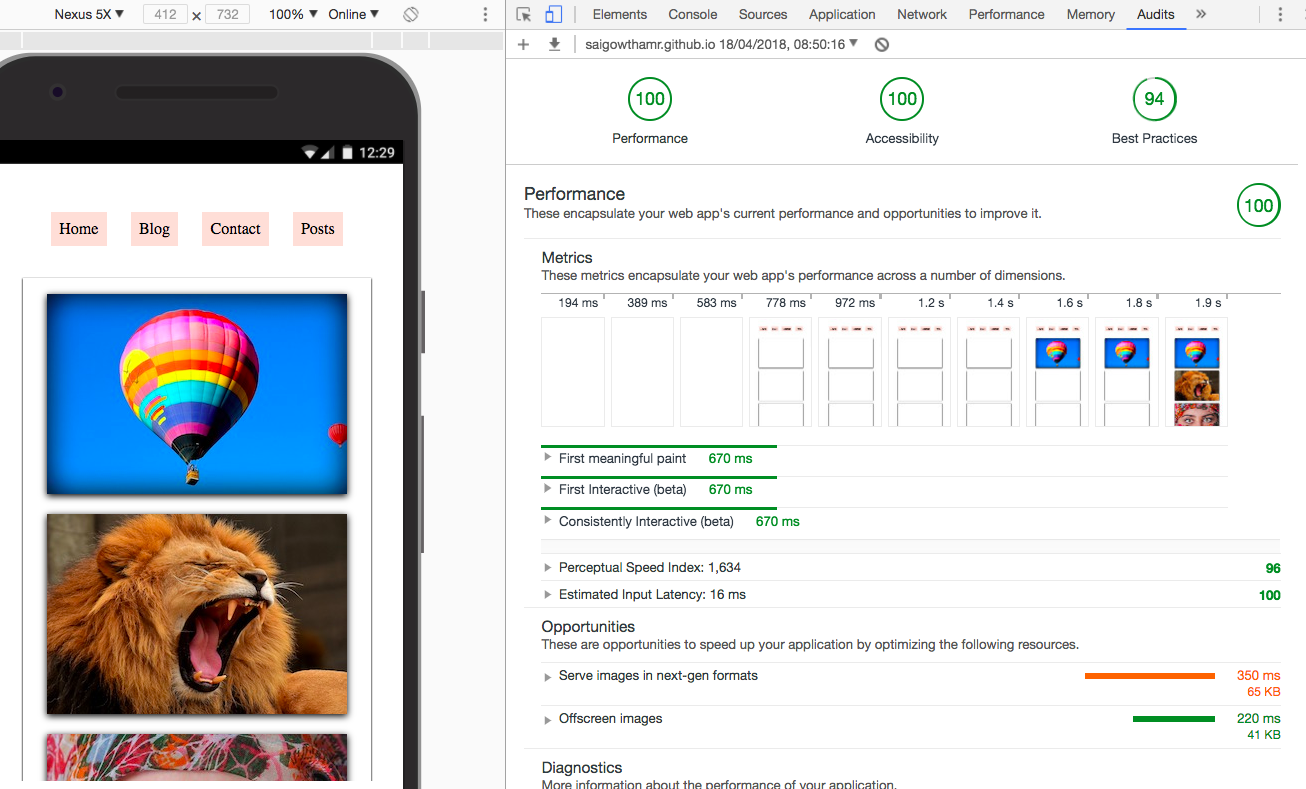 Nexus 5X ▼ 412 × 732 100% ▼ Online ▼
Elements Console Sources Application Network Performance Memory Audits »
saigowthamr.github.io 18/04/2018, 08:50:16 ▼
12:29
Home Blog Contact Posts
100 100 94
Performance Accessibility Best Practices
Performance
These encapsulate your web app's current performance and opportunities to improve it.
100
Metrics
These metrics encapsulate your web app's performance across a number of dimensions.
194 ms 389 ms 583 ms 778 ms 972 ms 1.2 s 1.4 s 1.6 s 1.8 s 1.9 s
First meaningful paint 670 ms
First Interactive (beta) 670 ms
Consistently Interactive (beta) 670 ms
Perceptual Speed Index: 1,634 96
Estimated Input Latency: 16 ms 100
Opportunities
These are opportunities to speed up your application by optimizing the following resources.
Serve images in next-gen formats 350 ms
65 KB
Offscreen images 220 ms
41 KB
Diagnostics
More information about the performance of your application.